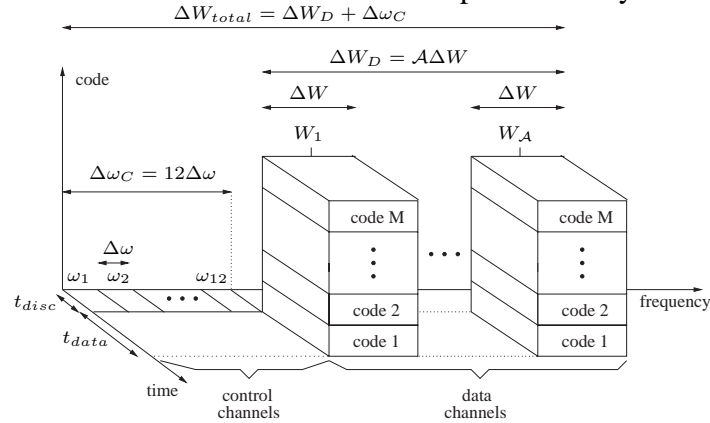 ΔW_total = ΔW_D + Δω_C
ΔW_D = 𝒜ΔW
code
ΔW
ΔW
W_1
W_𝒜
Δω_C = 12Δω
code M
code M
Δω
ω_1
ω_2
ω_12
frequency
t_disc
code 2
code 2
t_data
code 1
code 1
time
control
channels
data
channels